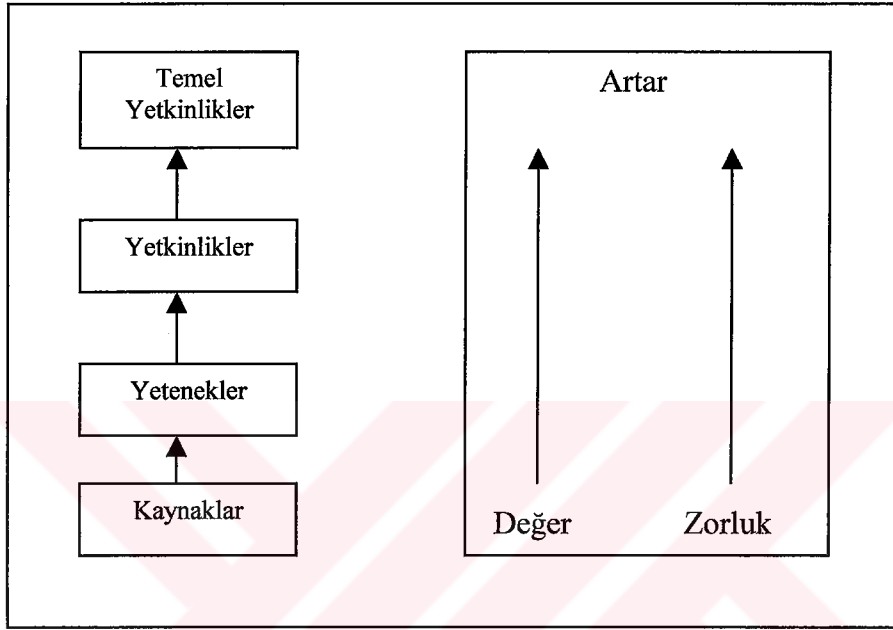 Temel
Yetkinlikler
Yetkinlikler
Yetenekler
Kaynaklar
Artar
Değer
Zorluk